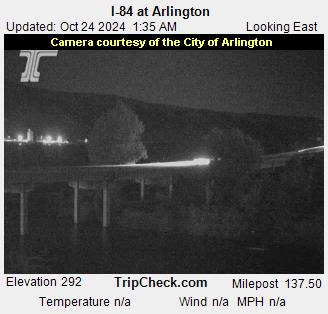 I-84 at Arlington
Updated: Oct 24 2024 1:35 AM Looking East
Camera courtesy of the City of Arlington
Elevation 292 TripCheck.com Milepost 137.50
Temperature n/a Wind n/a MPH n/a